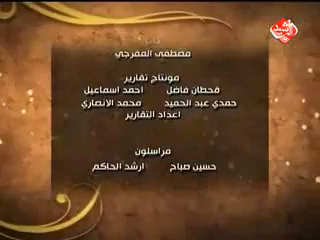 مصطفى المفرجي
مونتاج تقارير
قحطان فاضل احمد اسماعيل
حمدي عبد الحميد محمد الانصاري
اعداد التقارير
مراسلون
حسين صباح ارشد الحاكم